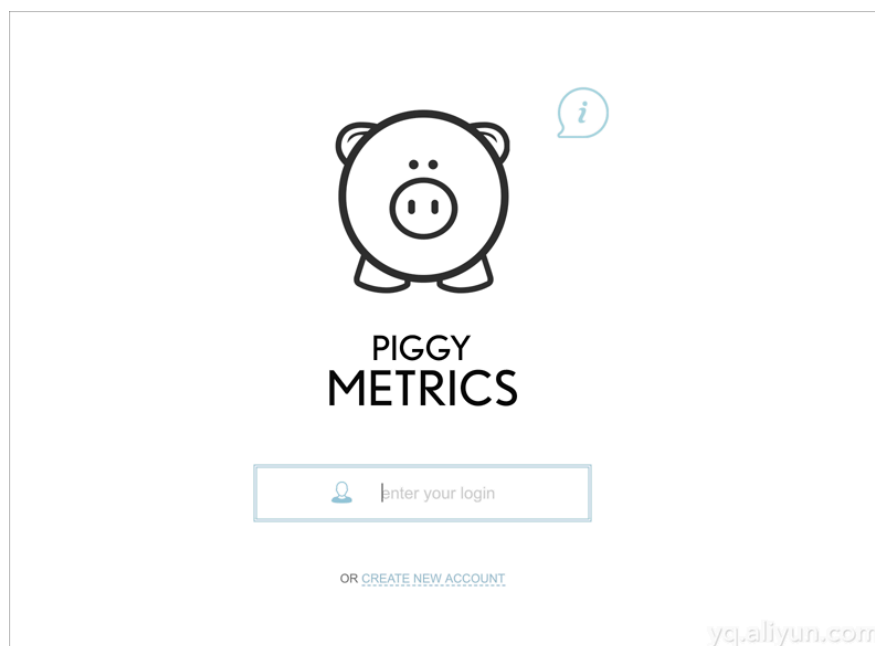 i
PIGGY
METRICS
enter your login
OR CREATE NEW ACCOUNT
yq.aliyun.com